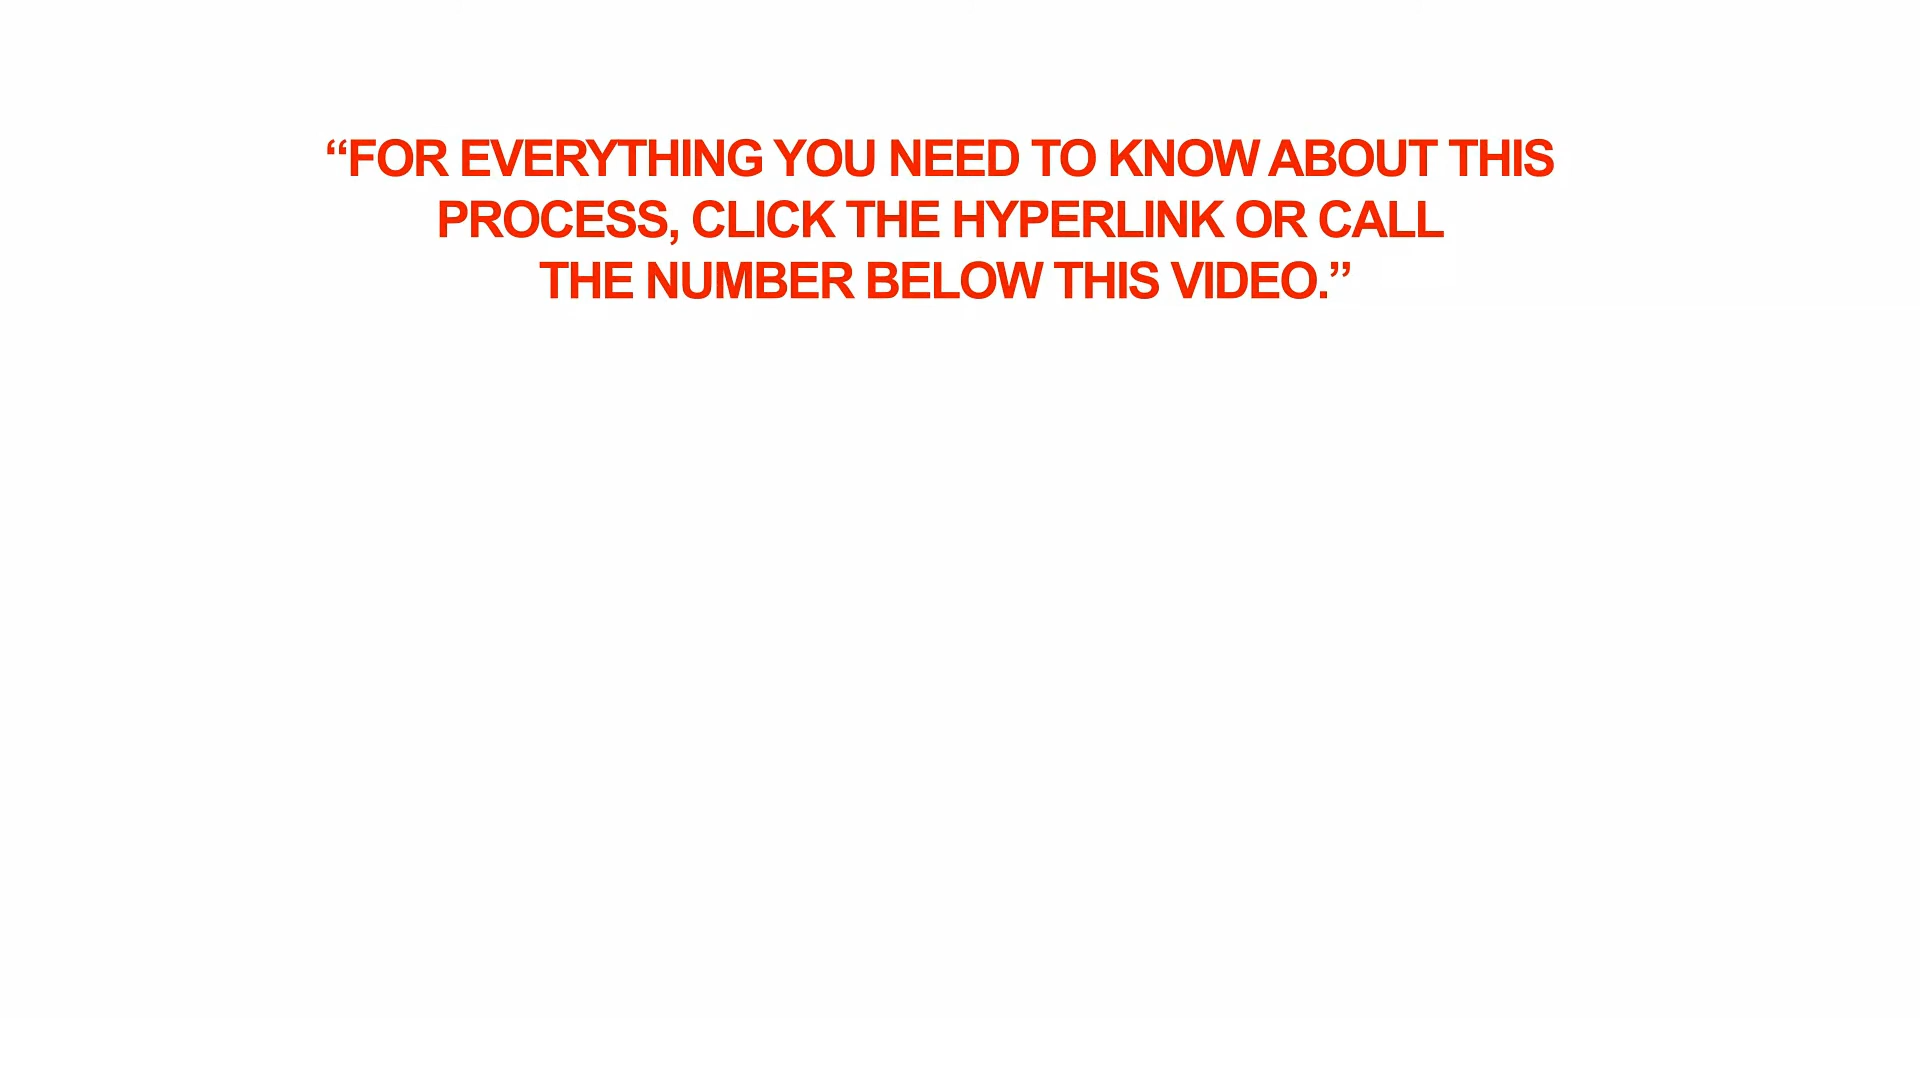 “FOR EVERYTHING YOU NEED TO KNOW ABOUT THIS
PROCESS, CLICK THE HYPERLINK OR CALL
THE NUMBER BELOW THIS VIDEO.”